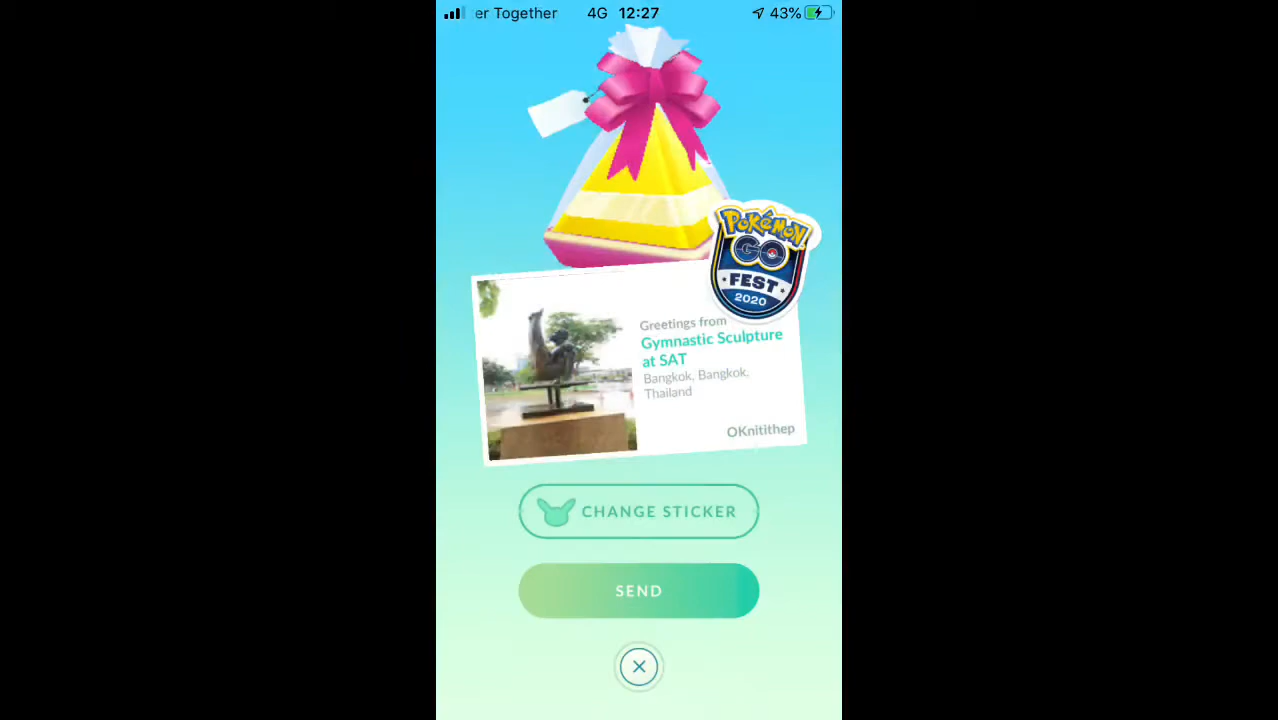 er Together 4G 12:27 43%
POKÉMON
GO
FEST
2020
Greetings from
Gymnastic Sculpture
at SAT
Bangkok, Bangkok,
Thailand
OKnitithep
CHANGE STICKER
SEND